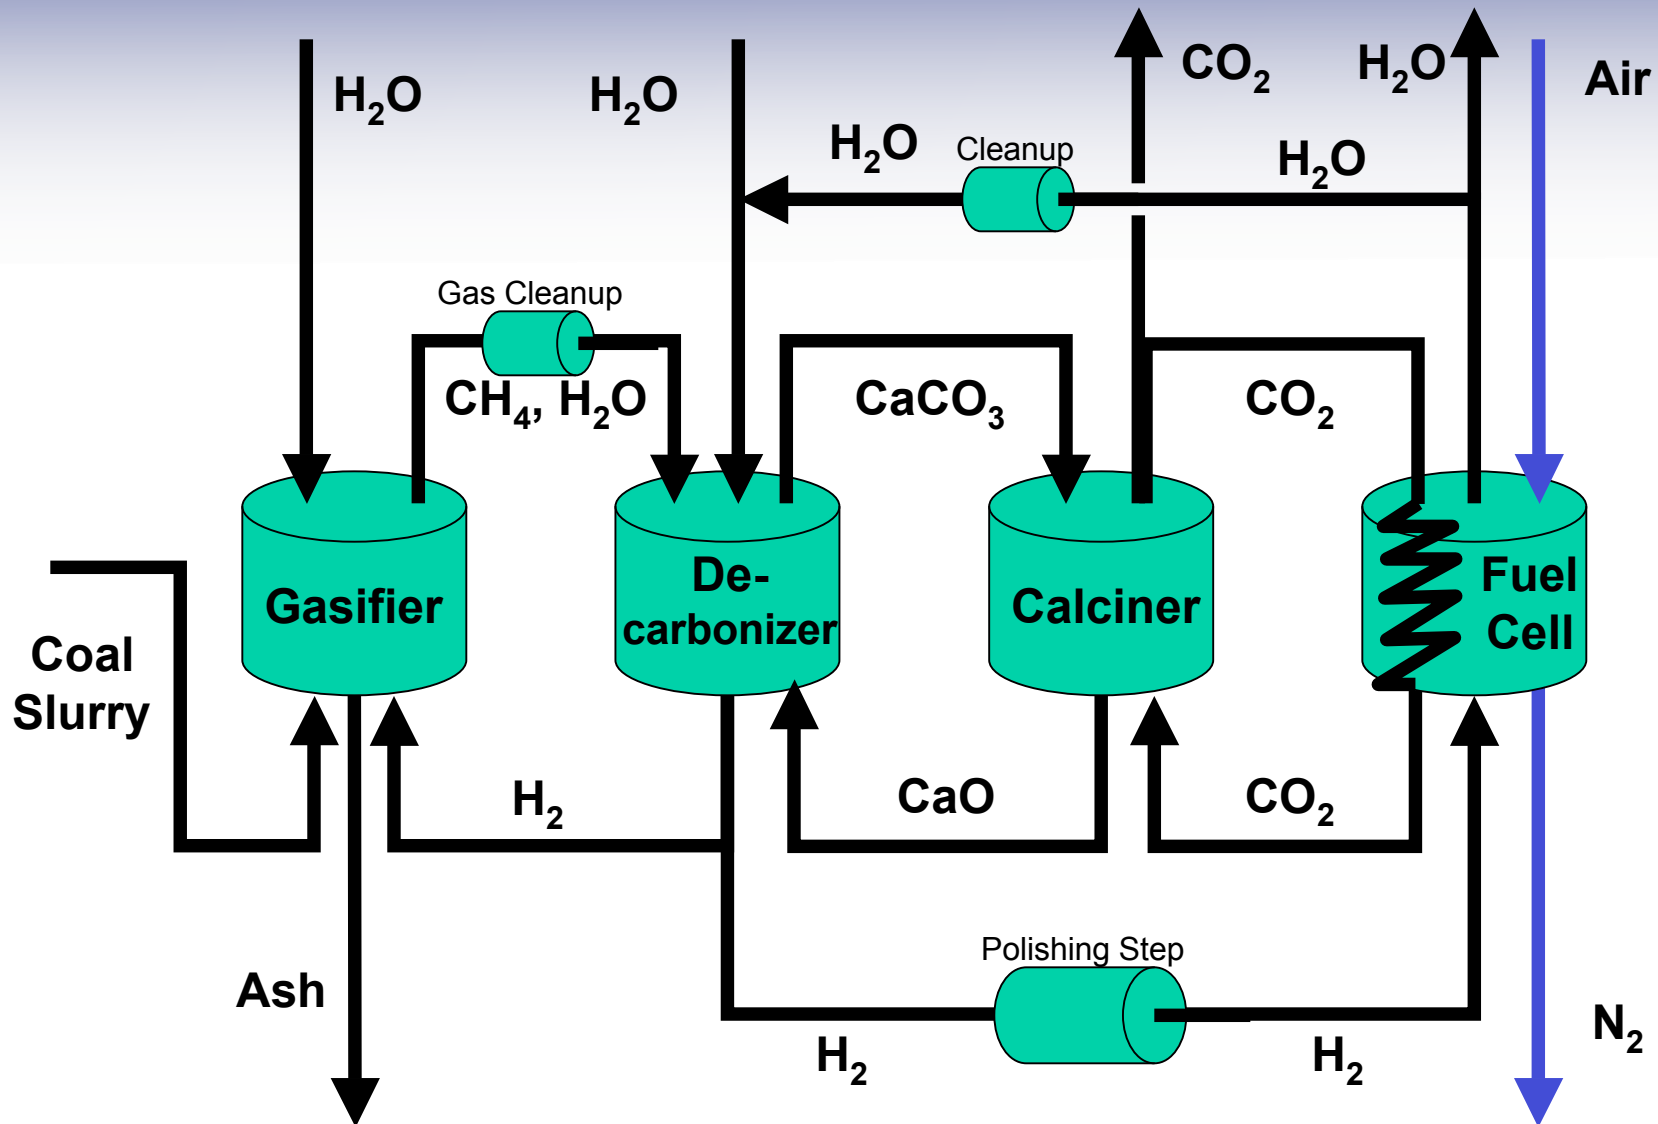 CO₂
H₂O
Air
H₂O
H₂O
H₂O
Cleanup
H₂O
Gas Cleanup
CH₄, H₂O
CaCO₃
CO₂
Gasifier
De-
carbonizer
Calciner
Fuel
Cell
Coal
Slurry
H₂
CaO
CO₂
Ash
Polishing Step
H₂
H₂
N₂